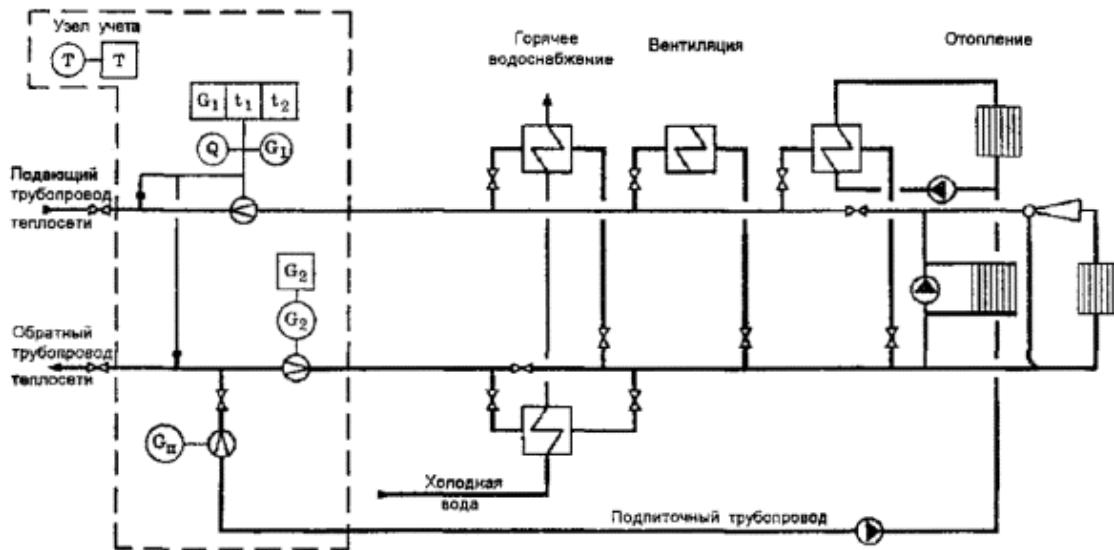 Узел учета
T T
Горячее
водоснабжение
Вентиляция
Отопление
G₁ t₁ t₂
Q G₁
Подающий
трубопровод
теплосети
G₂
G₂
Обратный
трубопровод
теплосети
Gп
Холодная
вода
Подпиточный трубопровод